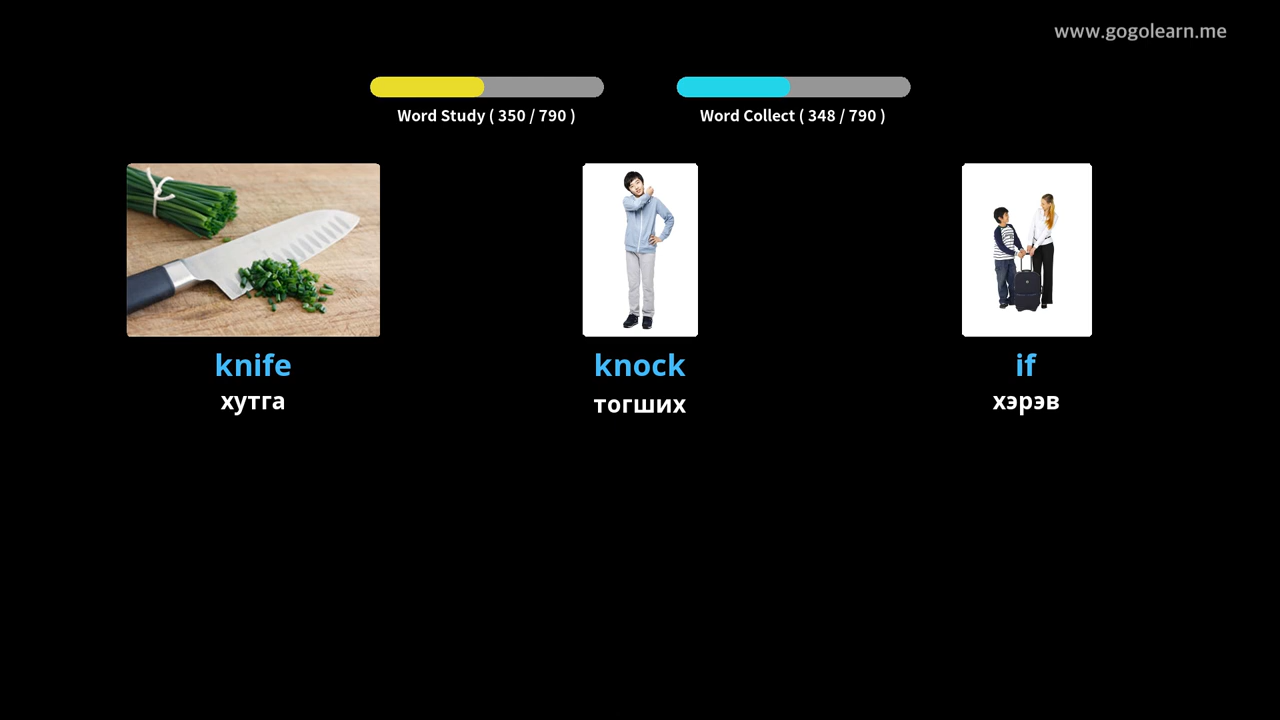 www.gogolearn.me
Word Study ( 350 / 790 )
Word Collect ( 348 / 790 )
knife
хутга
knock
тогших
if
хэрэв